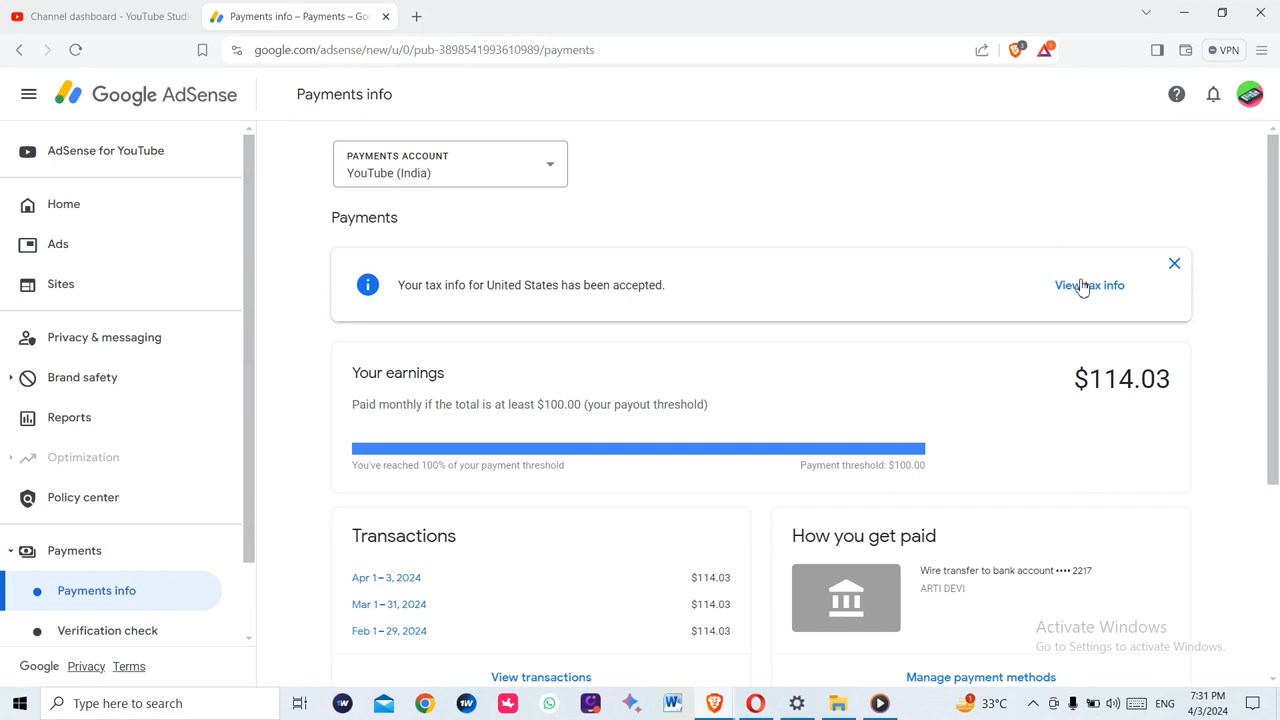 Channel dashboard - YouTube Studi
Payments info – Payments – Goo
google.com/adsense/new/u/0/pub-3898541993610989/payments
3
1
VPN
Google AdSense
Payments info
AdSense for YouTube
Home
Ads
Sites
Privacy & messaging
Brand safety
Reports
Optimization
Policy center
Payments
Payments info
Verification check
Google Privacy Terms
PAYMENTS ACCOUNT
YouTube (India)
Payments
Your tax info for United States has been accepted.
View tax info
Your earnings
$114.03
Paid monthly if the total is at least $100.00 (your payout threshold)
You've reached 100% of your payment threshold
Payment threshold: $100.00
Transactions
Apr 1 – 3, 2024 $114.03
Mar 1 – 31, 2024 $114.03
Feb 1 – 29, 2024 $114.03
View transactions
How you get paid
Wire transfer to bank account •••• 2217
ARTI DEVI
Manage payment methods
Activate Windows
Go to Settings to activate Windows.
Type here to search
33°C
ENG
7:31 PM
4/3/2024